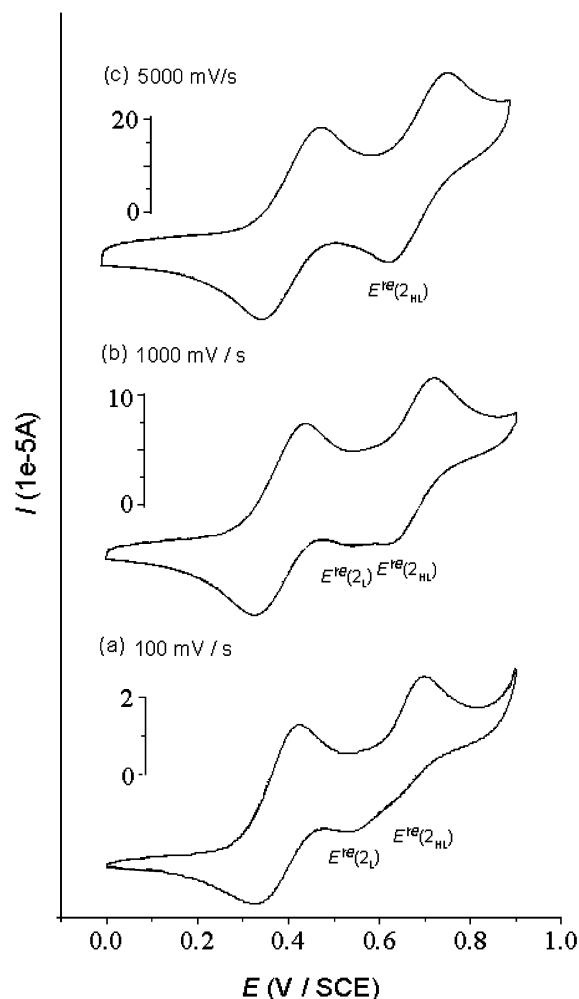 (c) 5000 mV/s
20
0
E^re(2_HL)
(b) 1000 mV / s
10
0
E^re(2_L) E^re(2_HL)
I (1e-5A)
(a) 100 mV / s
2
0
E^re(2_L) E^re(2_HL)
0.0 0.2 0.4 0.6 0.8 1.0
E (V / SCE)